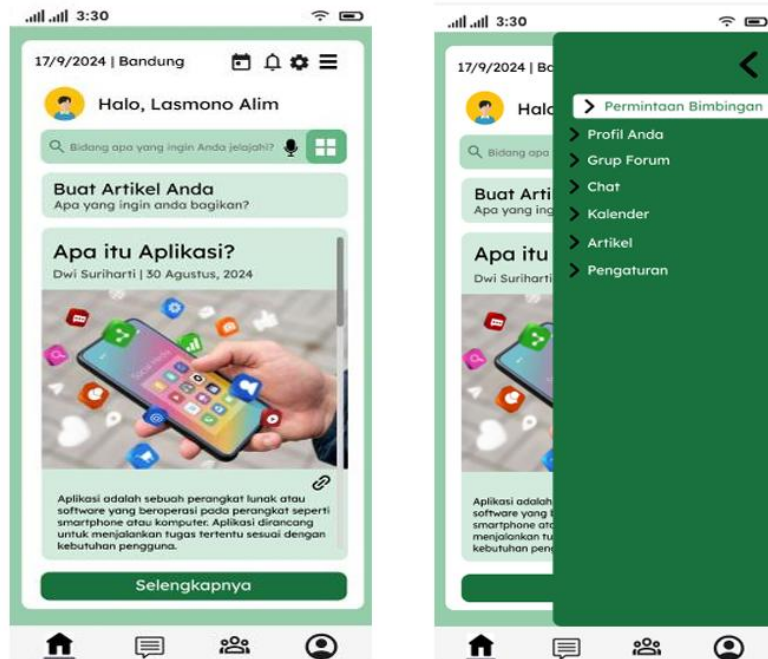 3:30
17/9/2024 | Bandung
Halo, Lasmono Alim
Bidang apa yang ingin Anda jelajahi?
Buat Artikel Anda
Apa yang ingin anda bagikan?
Apa itu Aplikasi?
Dwi Suriharti | 30 Agustus, 2024
Social Media
Aplikasi adalah sebuah perangkat lunak atau
software yang beroperasi pada perangkat seperti
smartphone atau komputer. Aplikasi dirancang
untuk menjalankan tugas tertentu sesuai dengan
kebutuhan pengguna.
Selengkapnya
3:30
17/9/2024 | Ba
Halo
Permintaan Bimbingan
Profil Anda
Grup Forum
Chat
Kalender
Artikel
Pengaturan
Bidang apa
Buat Arti
Apa yang ing
Apa itu
Dwi Suriharti
Aplikasi adalah
software yang b
smartphone ato
menjalankan tu
kebutuhan peng